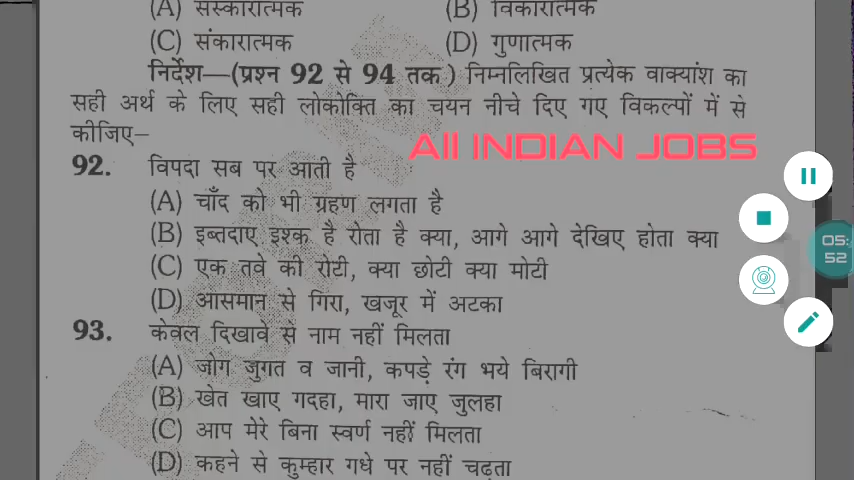 (A) संस्कारात्मक (B) विकारात्मक
(C) संकारात्मक (D) गुणात्मक
निर्देश—(प्रश्न 92 से 94 तक) निम्नलिखित प्रत्येक वाक्यांश का
सही अर्थ के लिए सही लोकोक्ति का चयन नीचे दिए गए विकल्पों में से
कीजिए–
All INDIAN JOBS
92. विपदा सब पर आती है
(A) चाँद को भी ग्रहण लगता है
(B) इब्तदाए इश्क है रोता है क्या, आगे आगे देखिए होता क्या
(C) एक तवे की रोटी, क्या छोटी क्या मोटी
(D) आसमान से गिरा, खजूर में अटका
93. केवल दिखावे से नाम नहीं मिलता
(A) जोग जुगत व जानी, कपड़े रंग भये बिरागी
(B) खेत खाए गदहा, मारा जाए जुलहा
(C) आप मेरे बिना स्वर्ण नहीं मिलता
(D) कहने से कुम्हार गधे पर नहीं चढ़ता
05:
52